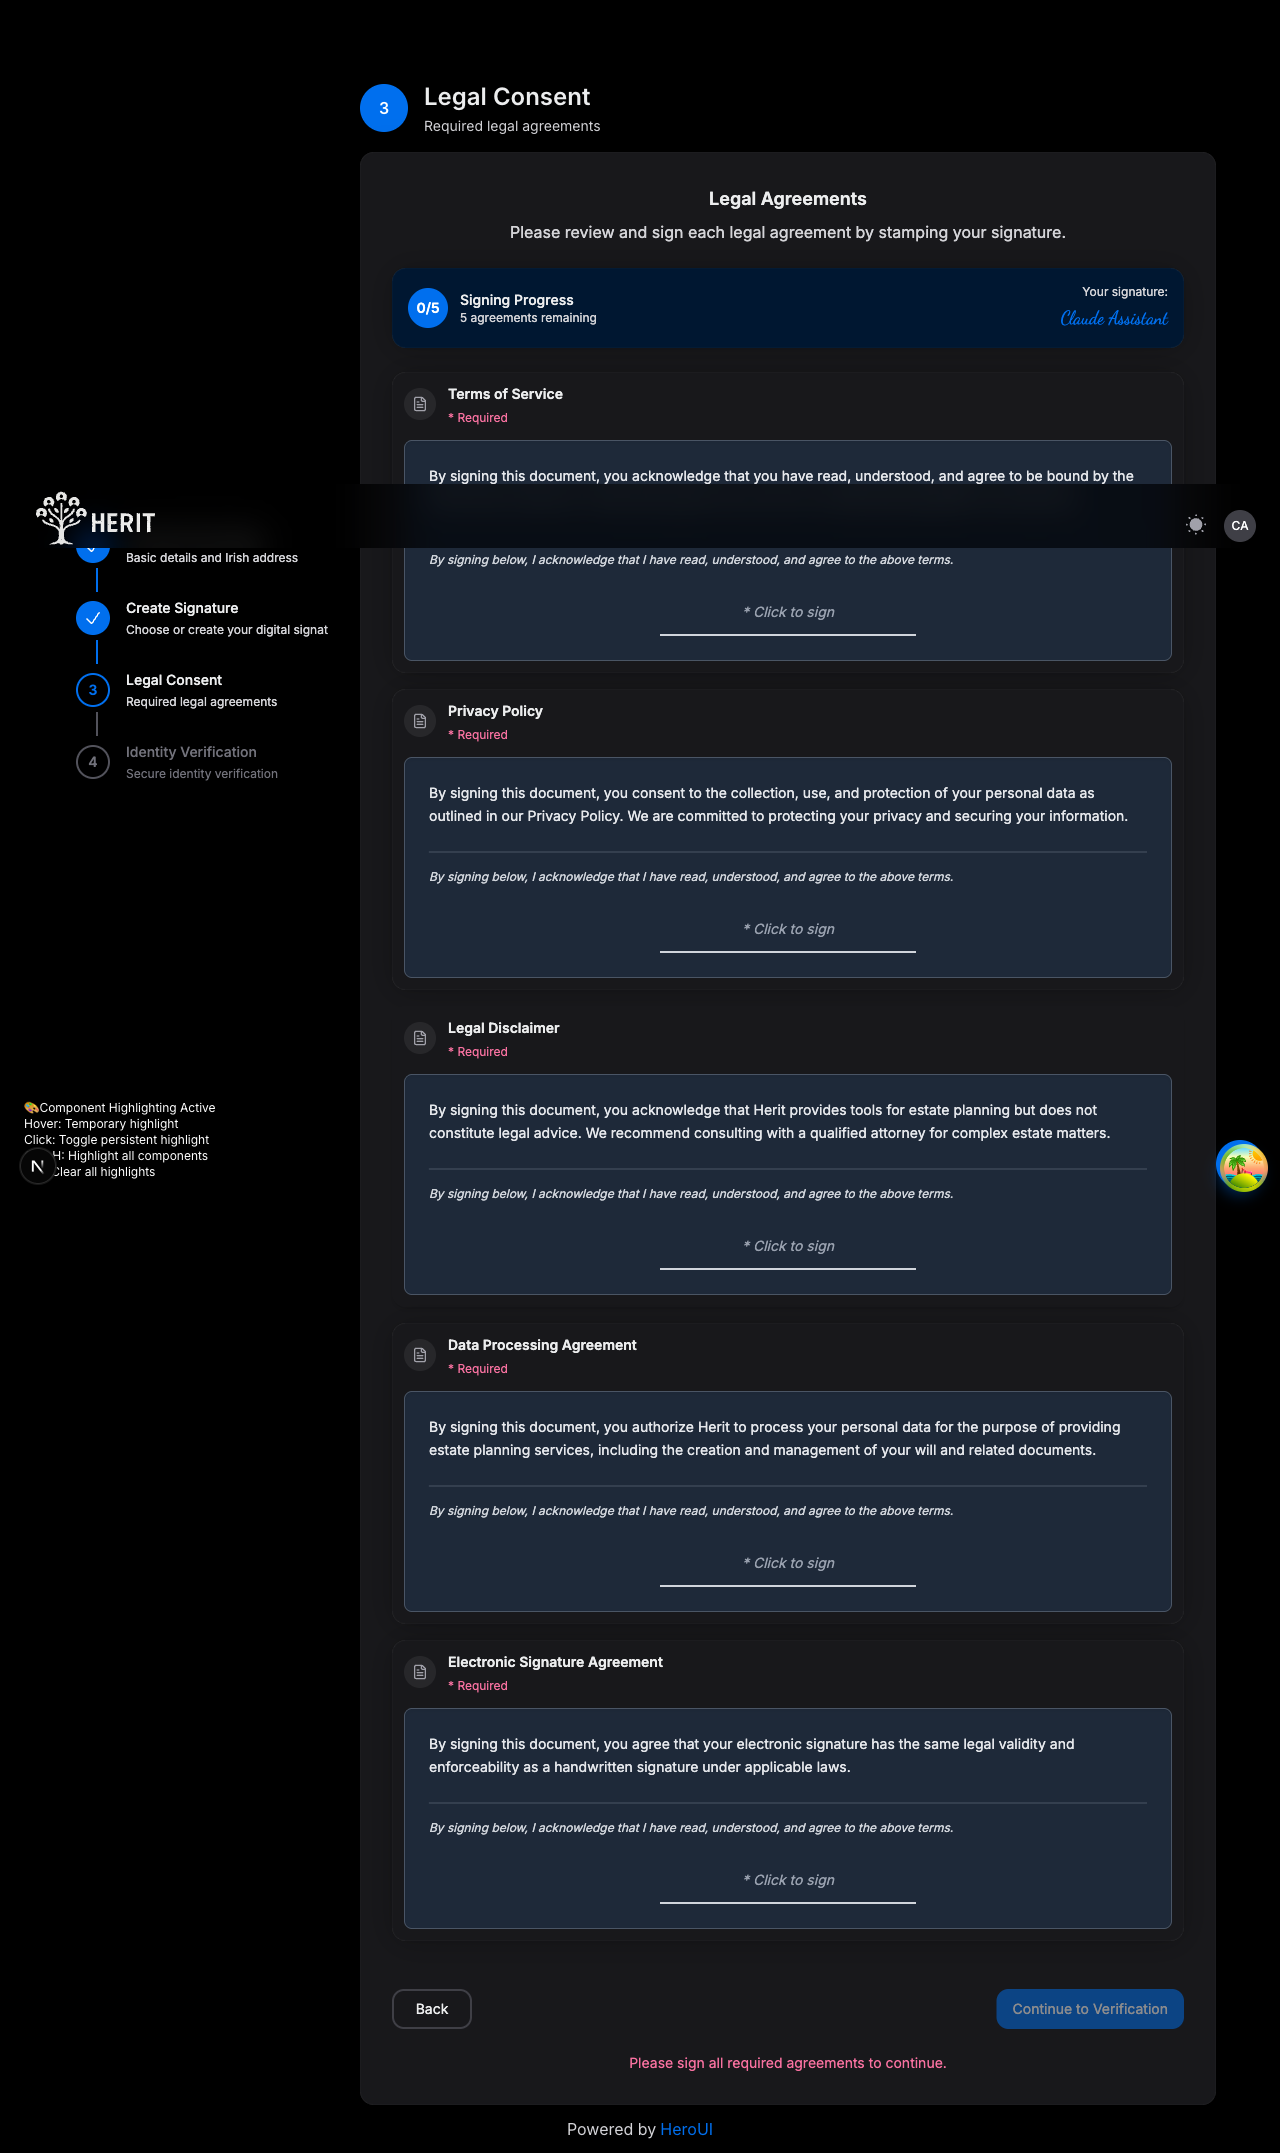 3
Legal Consent
Required legal agreements
Legal Agreements
Please review and sign each legal agreement by stamping your signature.
0/5
Signing Progress
5 agreements remaining
Your signature:
Claude Assistant
Terms of Service
* Required
By signing this document, you acknowledge that you have read, understood, and agree to be bound by the
HERIT
CA
By signing below, I acknowledge that I have read, understood, and agree to the above terms.
* Click to sign
Basic details and Irish address
Create Signature
Choose or create your digital signat
3
Legal Consent
Required legal agreements
4
Identity Verification
Secure identity verification
Privacy Policy
* Required
By signing this document, you consent to the collection, use, and protection of your personal data as
outlined in our Privacy Policy. We are committed to protecting your privacy and securing your information.
By signing below, I acknowledge that I have read, understood, and agree to the above terms.
* Click to sign
Legal Disclaimer
* Required
By signing this document, you acknowledge that Herit provides tools for estate planning but does not
constitute legal advice. We recommend consulting with a qualified attorney for complex estate matters.
By signing below, I acknowledge that I have read, understood, and agree to the above terms.
* Click to sign
Component Highlighting Active
Hover: Temporary highlight
Click: Toggle persistent highlight
H: Highlight all components
Clear all highlights
N
Data Processing Agreement
* Required
By signing this document, you authorize Herit to process your personal data for the purpose of providing
estate planning services, including the creation and management of your will and related documents.
By signing below, I acknowledge that I have read, understood, and agree to the above terms.
* Click to sign
Electronic Signature Agreement
* Required
By signing this document, you agree that your electronic signature has the same legal validity and
enforceability as a handwritten signature under applicable laws.
By signing below, I acknowledge that I have read, understood, and agree to the above terms.
* Click to sign
Back
Continue to Verification
Please sign all required agreements to continue.
Powered by HeroUI